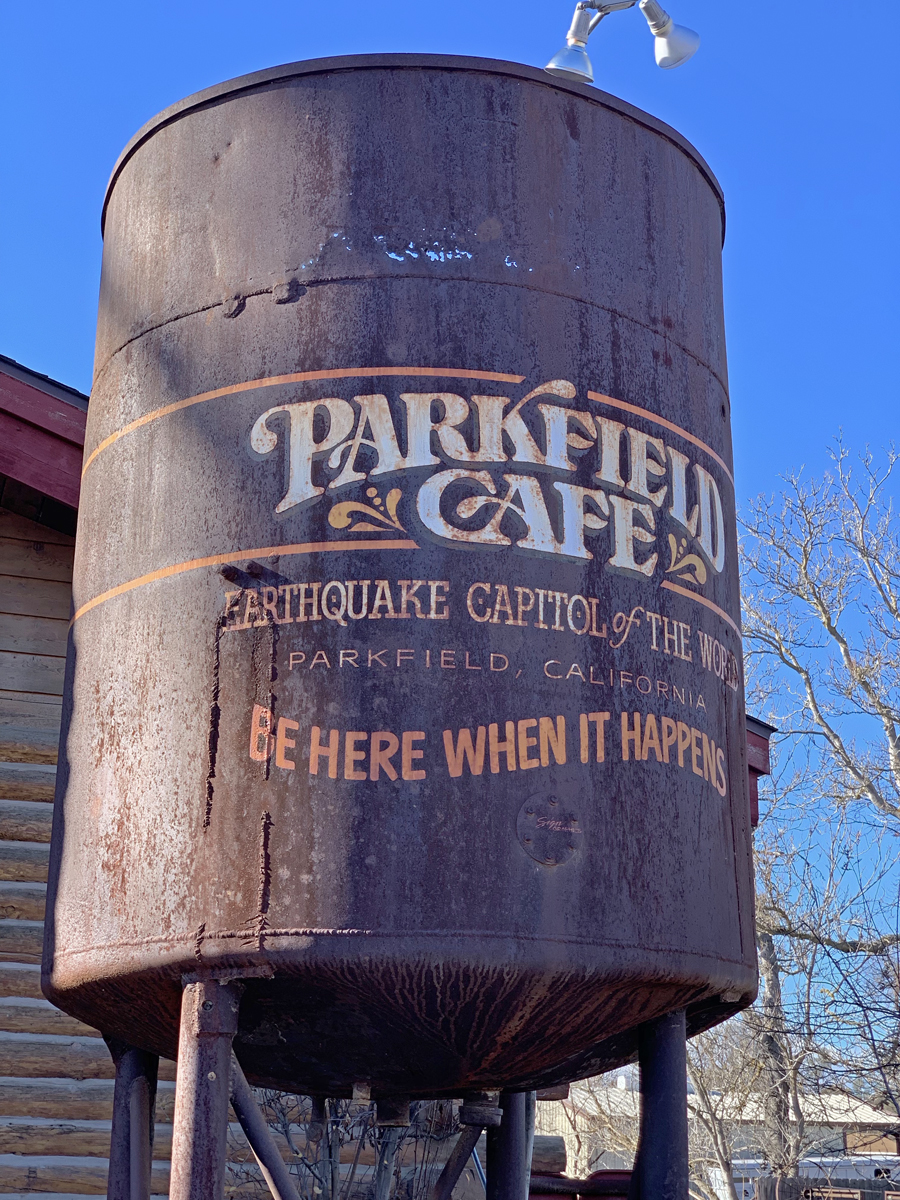 PARKFIELD
CAFE
EARTHQUAKE CAPITOL of THE WORLD
PARKFIELD, CALIFORNIA
BE HERE WHEN IT HAPPENS